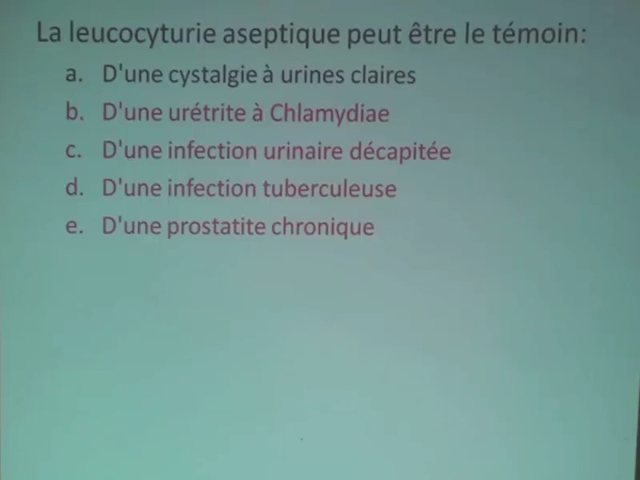 La leucocyturie aseptique peut être le témoin:
a. D'une cystalgie à urines claires
b. D'une urétrite à Chlamydiae
c. D'une infection urinaire décapitée
d. D'une infection tuberculeuse
e. D'une prostatite chronique